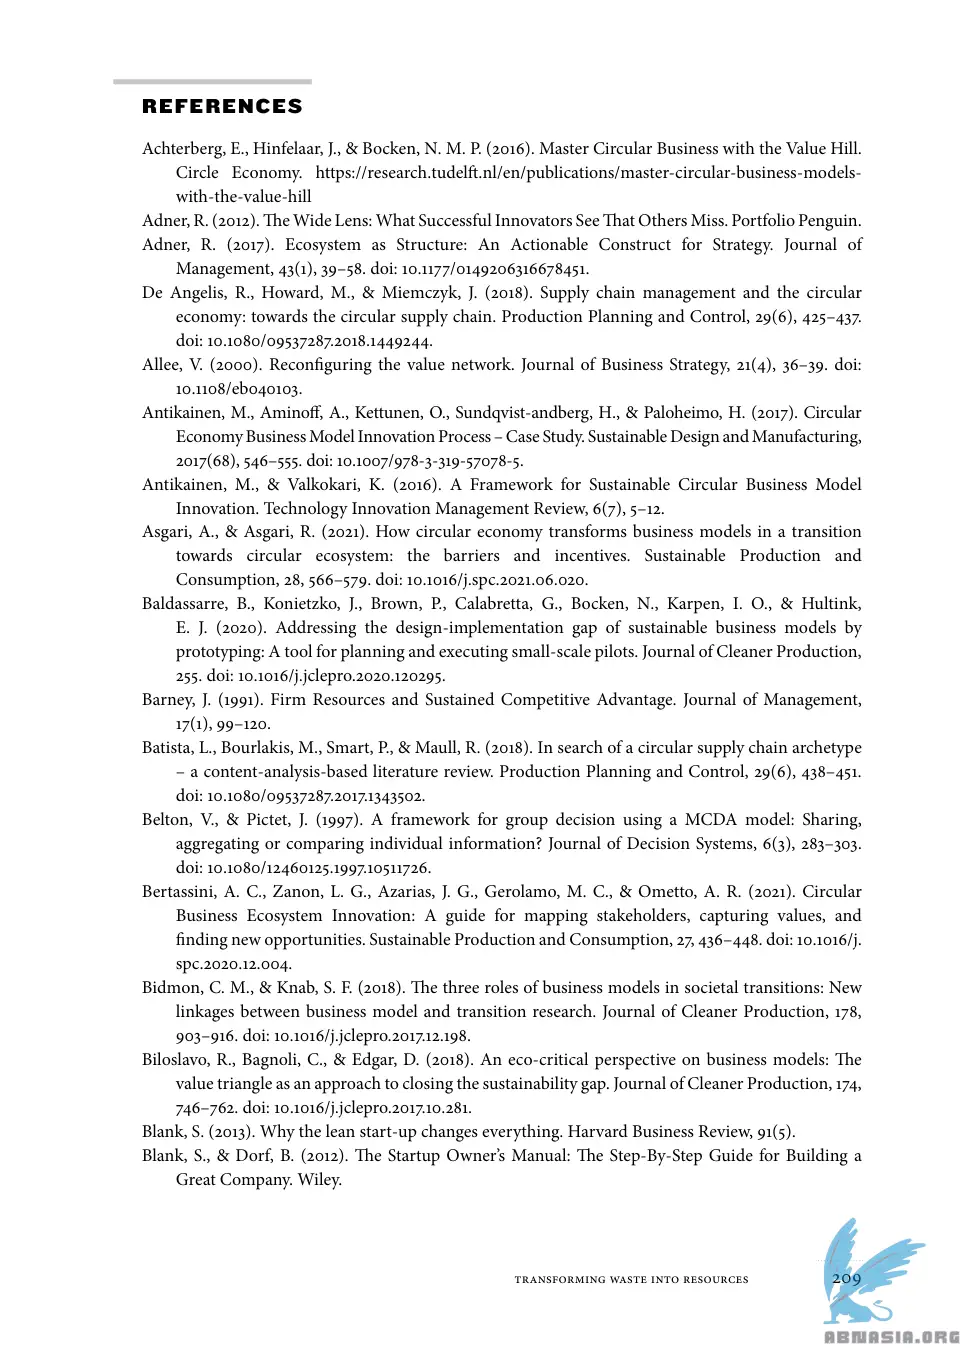 REFERENCES
Achterberg, E., Hinfelaar, J., & Bocken, N. M. P. (2016). Master Circular Business with the Value Hill.
Circle Economy. https://research.tudelft.nl/en/publications/master-circular-business-models-
with-the-value-hill
Adner, R. (2012). The Wide Lens: What Successful Innovators See That Others Miss. Portfolio Penguin.
Adner, R. (2017). Ecosystem as Structure: An Actionable Construct for Strategy. Journal of
Management, 43(1), 39–58. doi: 10.1177/0149206316678451.
De Angelis, R., Howard, M., & Miemczyk, J. (2018). Supply chain management and the circular
economy: towards the circular supply chain. Production Planning and Control, 29(6), 425–437.
doi: 10.1080/09537287.2018.1449244.
Allee, V. (2000). Reconfiguring the value network. Journal of Business Strategy, 21(4), 36–39. doi:
10.1108/eb040103.
Antikainen, M., Aminoff, A., Kettunen, O., Sundqvist-andberg, H., & Paloheimo, H. (2017). Circular
Economy Business Model Innovation Process – Case Study. Sustainable Design and Manufacturing,
2017(68), 546–555. doi: 10.1007/978-3-319-57078-5.
Antikainen, M., & Valkokari, K. (2016). A Framework for Sustainable Circular Business Model
Innovation. Technology Innovation Management Review, 6(7), 5–12.
Asgari, A., & Asgari, R. (2021). How circular economy transforms business models in a transition
towards circular ecosystem: the barriers and incentives. Sustainable Production and
Consumption, 28, 566–579. doi: 10.1016/j.spc.2021.06.020.
Baldassarre, B., Konietzko, J., Brown, P., Calabretta, G., Bocken, N., Karpen, I. O., & Hultink,
E. J. (2020). Addressing the design-implementation gap of sustainable business models by
prototyping: A tool for planning and executing small-scale pilots. Journal of Cleaner Production,
255. doi: 10.1016/j.jclepro.2020.120295.
Barney, J. (1991). Firm Resources and Sustained Competitive Advantage. Journal of Management,
17(1), 99–120.
Batista, L., Bourlakis, M., Smart, P., & Maull, R. (2018). In search of a circular supply chain archetype
– a content-analysis-based literature review. Production Planning and Control, 29(6), 438–451.
doi: 10.1080/09537287.2017.1343502.
Belton, V., & Pictet, J. (1997). A framework for group decision using a MCDA model: Sharing,
aggregating or comparing individual information? Journal of Decision Systems, 6(3), 283–303.
doi: 10.1080/12460125.1997.10511726.
Bertassini, A. C., Zanon, L. G., Azarias, J. G., Gerolamo, M. C., & Ometto, A. R. (2021). Circular
Business Ecosystem Innovation: A guide for mapping stakeholders, capturing values, and
finding new opportunities. Sustainable Production and Consumption, 27, 436–448. doi: 10.1016/j.
spc.2020.12.004.
Bidmon, C. M., & Knab, S. F. (2018). The three roles of business models in societal transitions: New
linkages between business model and transition research. Journal of Cleaner Production, 178,
903–916. doi: 10.1016/j.jclepro.2017.12.198.
Biloslavo, R., Bagnoli, C., & Edgar, D. (2018). An eco-critical perspective on business models: The
value triangle as an approach to closing the sustainability gap. Journal of Cleaner Production, 174,
746–762. doi: 10.1016/j.jclepro.2017.10.281.
Blank, S. (2013). Why the lean start-up changes everything. Harvard Business Review, 91(5).
Blank, S., & Dorf, B. (2012). The Startup Owner’s Manual: The Step-By-Step Guide for Building a
Great Company. Wiley.
TRANSFORMING WASTE INTO RESOURCES 209
ABNASIA.ORG